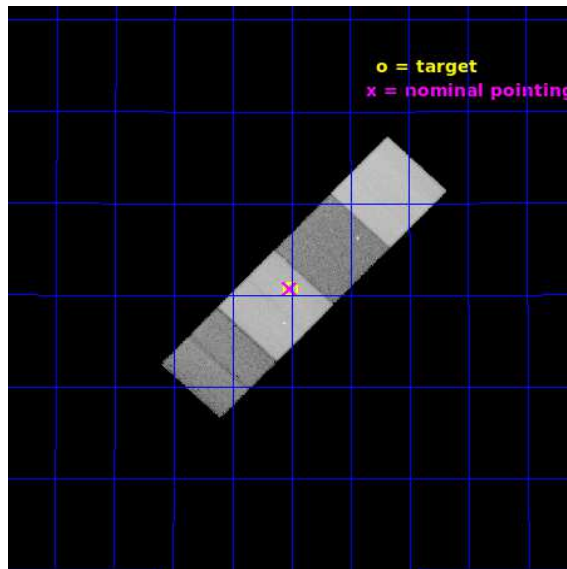 o = target
x = nominal pointing